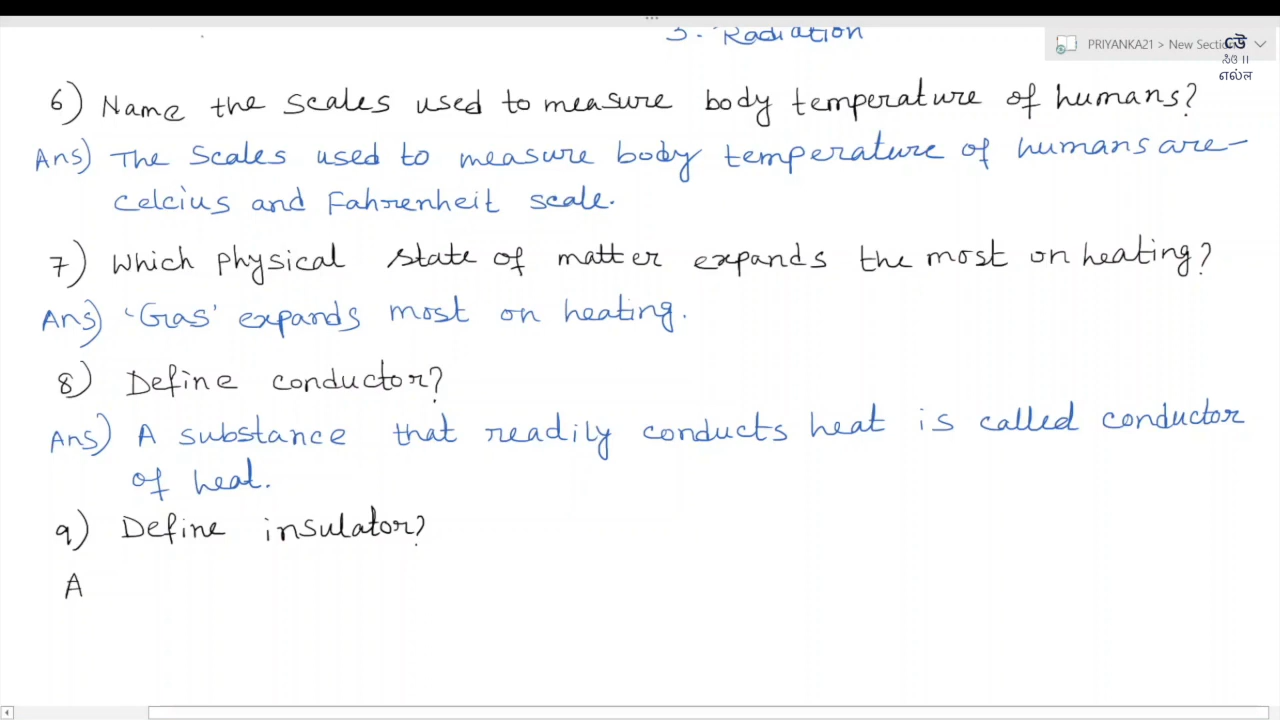 3. Radiation
PRIYANKA21 > New Section
6) Name the scales used to measure body temperature of humans?
Ans) The scales used to measure body temperature of humans are-
celcius and Fahrenheit scale.
7) Which physical state of matter expands the most on heating?
Ans) 'Gas' expands most on heating.
8) Define conductor?
Ans) A substance that readily conducts heat is called conductor
of heat.
9) Define insulator?
A